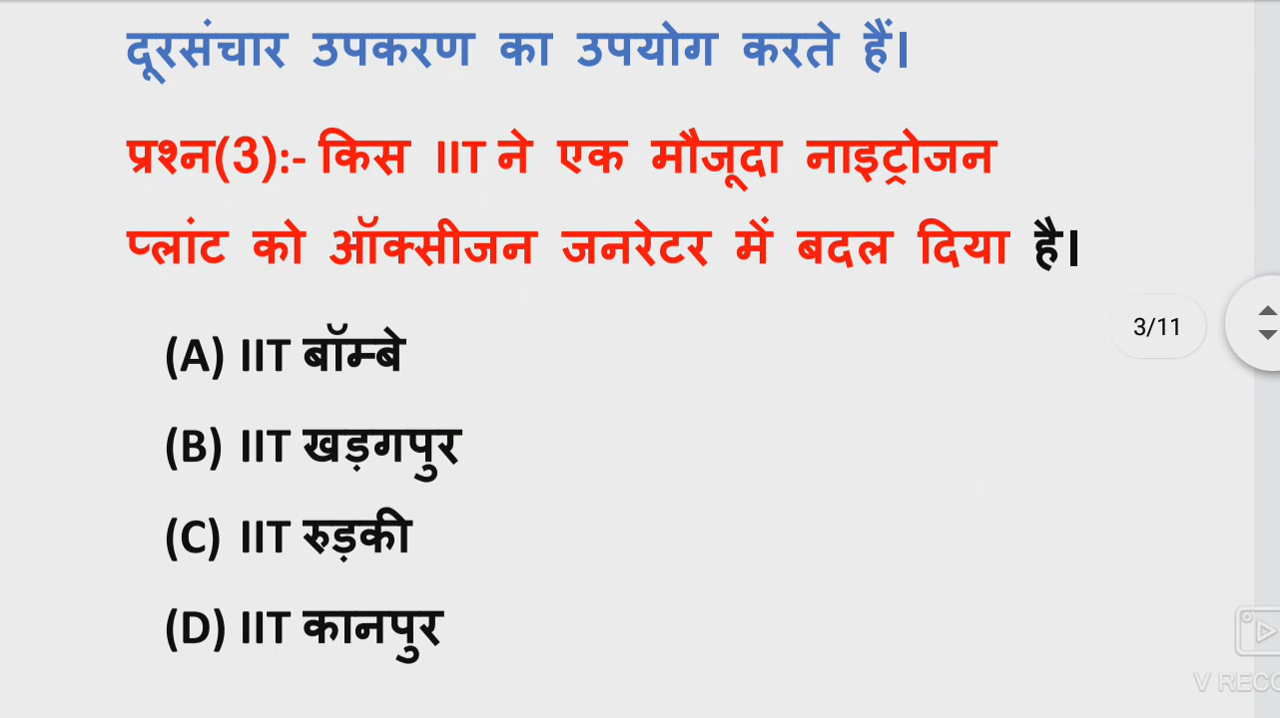 दूरसंचार उपकरण का उपयोग करते हैं।
प्रश्न(3):- किस IIT ने एक मौजूदा नाइट्रोजन
प्लांट को ऑक्सीजन जनरेटर में बदल दिया है।
(A) IIT बॉम्बे
3/11
(B) IIT खड़गपुर
(C) IIT रुड़की
(D) IIT कानपुर
V RECO